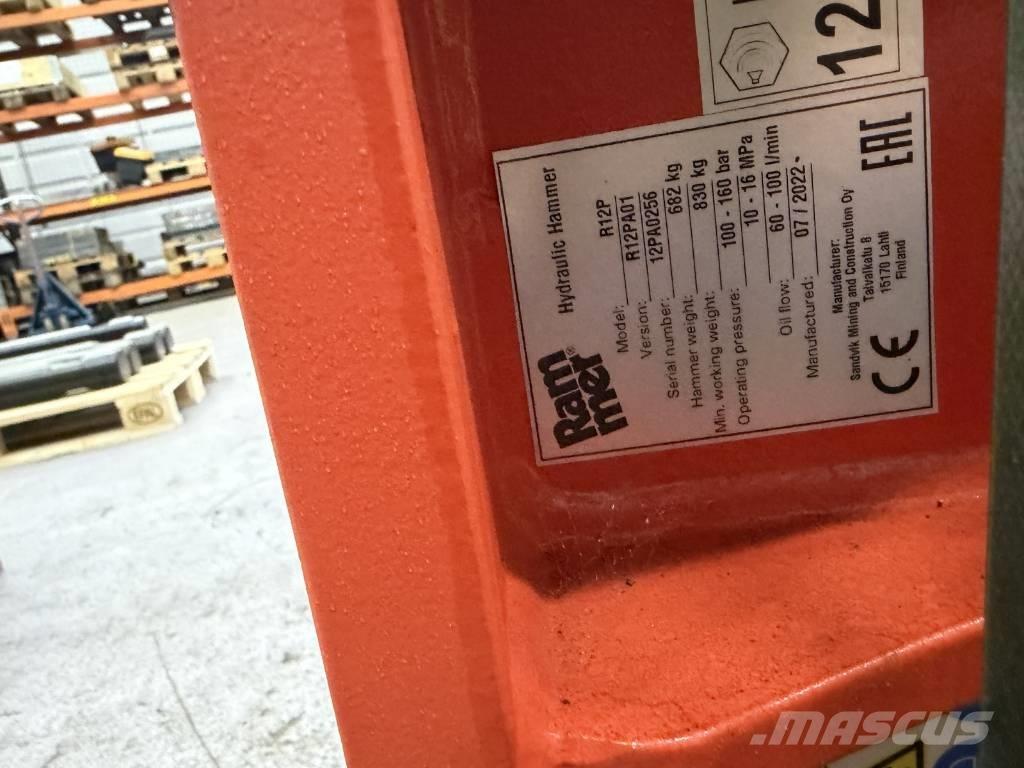 12
Ram
mer®
Hydraulic Hammer
Model: R12P
Version: R12PA01
Serial number: 12PA0256
Hammer weight: 682 kg
Min. working weight: 830 kg
Operating pressure: 100 - 160 bar
10 - 16 MPa
Oil flow: 60 - 100 l/min
Manufactured: 07 / 2022
Manufacturer:
Sandvik Mining and Construction Oy
Taivalkatu 8
15170 Lahti
Finland
CE
EAC
MASCUS